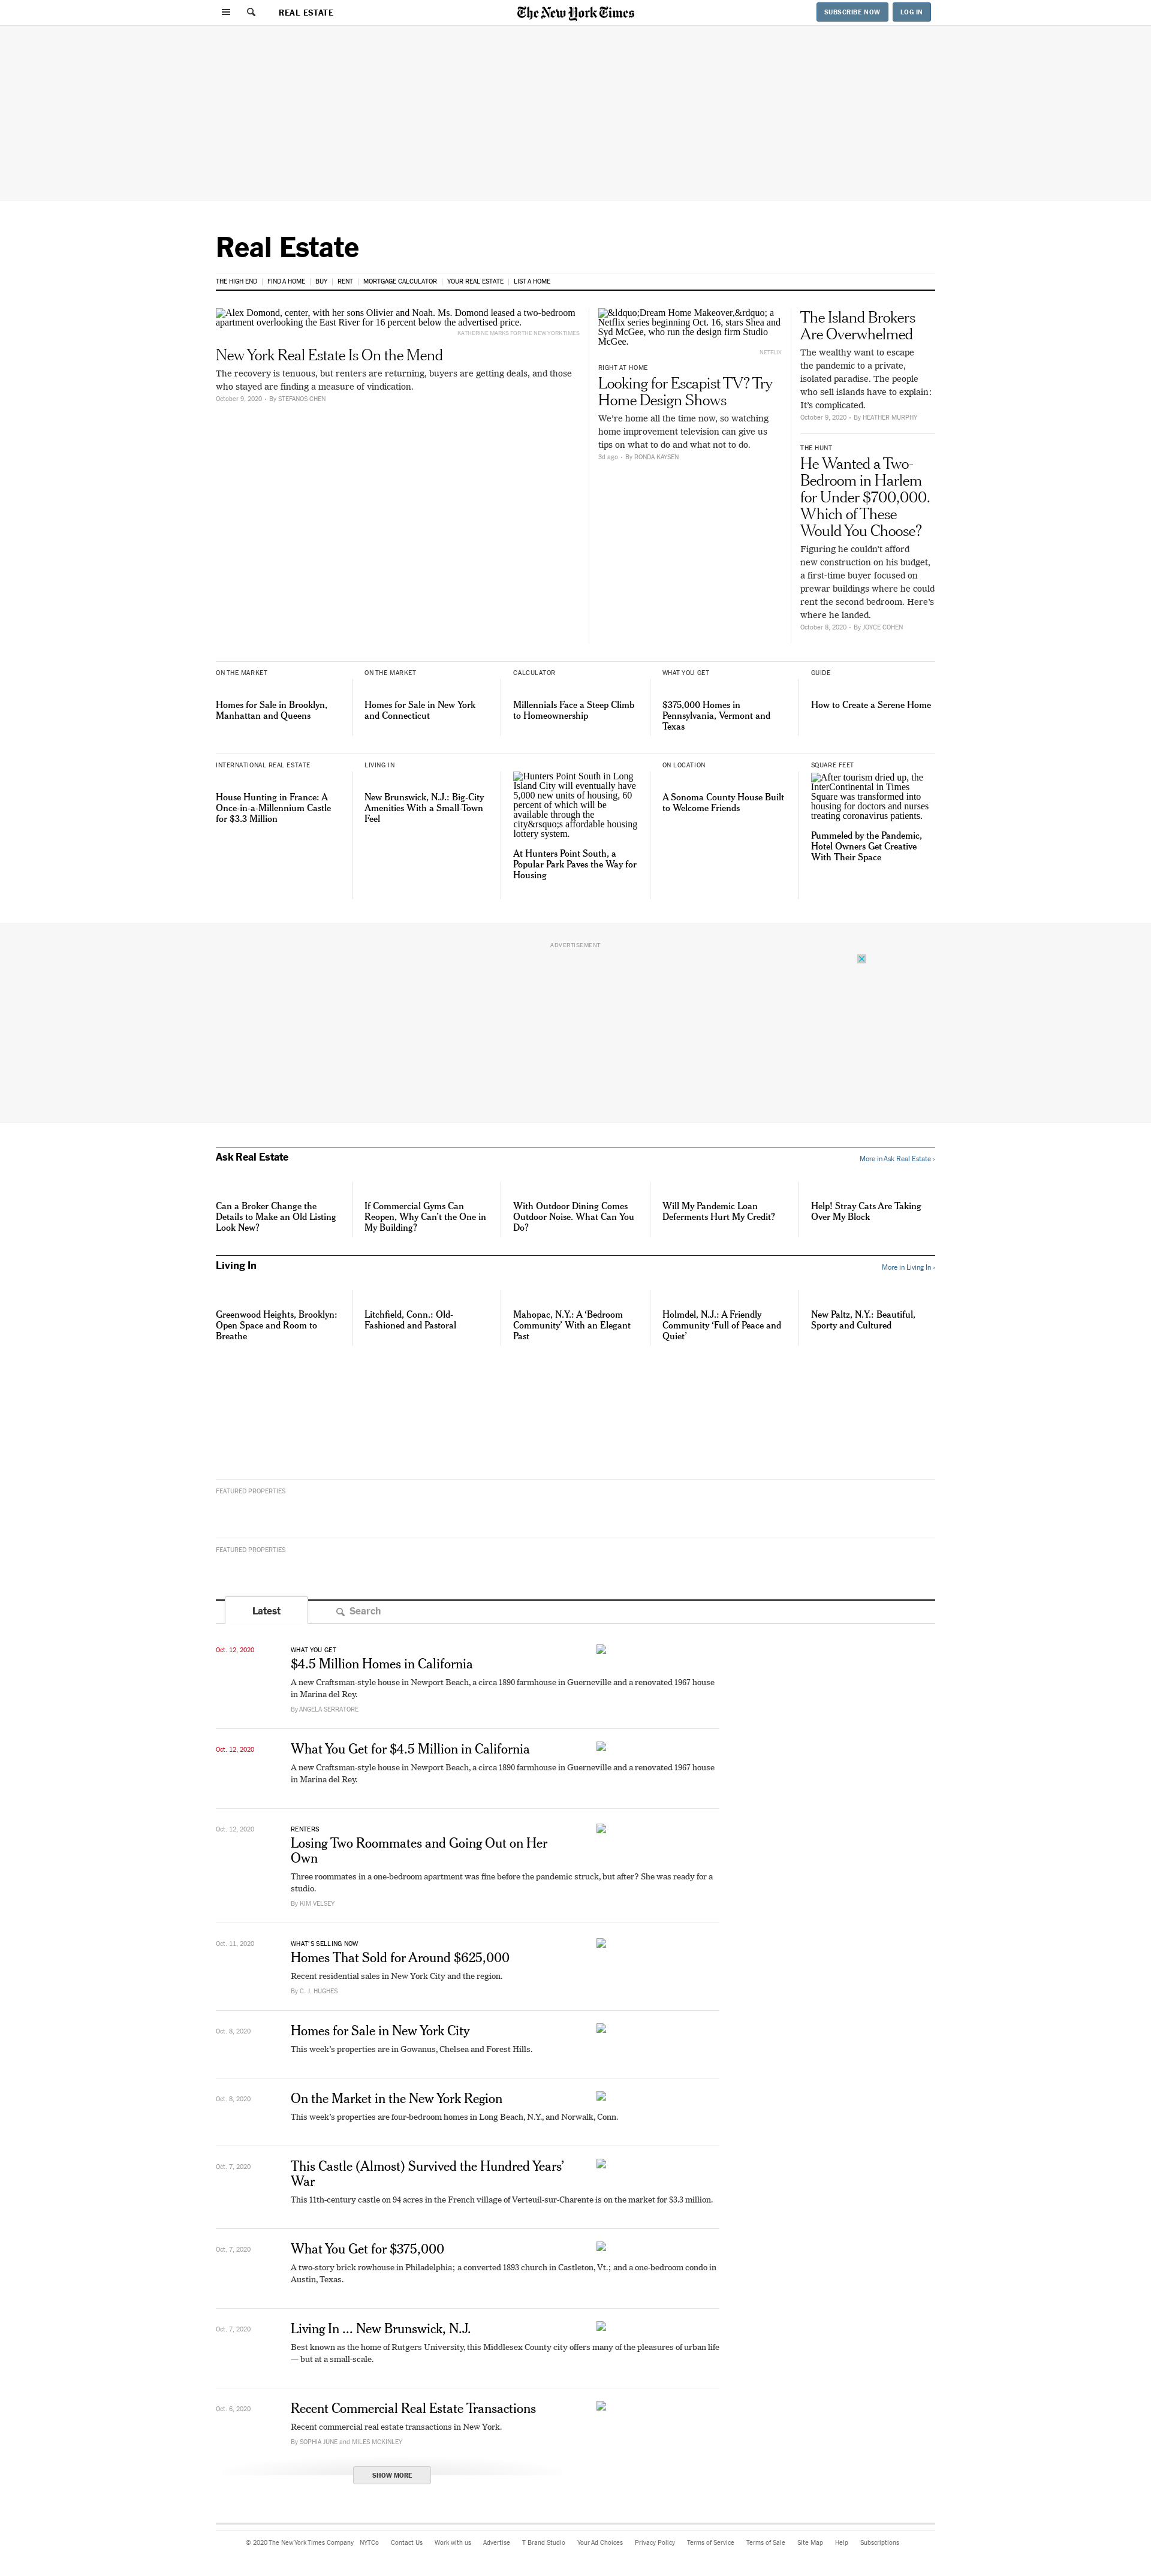 REAL ESTATE
The New York Times
SUBSCRIBE NOW
LOG IN
Real Estate
THE HIGH END
FIND A HOME
BUY
RENT
MORTGAGE CALCULATOR
YOUR REAL ESTATE
LIST A HOME
Alex Domond, center, with her sons Olivier and Noah. Ms. Domond leased a two-bedroom
apartment overlooking the East River for 16 percent below the advertised price.
KATHERINE MARKS FOR THE NEW YORK TIMES
New York Real Estate Is On the Mend
The recovery is tenuous, but renters are returning, buyers are getting deals, and those
who stayed are finding a measure of vindication.
October 9, 2020 • By STEFANOS CHEN
&ldquo;Dream Home Makeover,&rdquo; a
Netflix series beginning Oct. 16, stars Shea and
Syd McGee, who run the design firm Studio
McGee.
NETFLIX
RIGHT AT HOME
Looking for Escapist TV? Try
Home Design Shows
We’re home all the time now, so watching
home improvement television can give us
tips on what to do and what not to do.
3d ago • By RONDA KAYSEN
The Island Brokers
Are Overwhelmed
The wealthy want to escape
the pandemic to a private,
isolated paradise. The people
who sell islands have to explain:
It’s complicated.
October 9, 2020 • By HEATHER MURPHY
THE HUNT
He Wanted a Two-
Bedroom in Harlem
for Under $700,000.
Which of These
Would You Choose?
Figuring he couldn’t afford
new construction on his budget,
a first-time buyer focused on
prewar buildings where he could
rent the second bedroom. Here’s
where he landed.
October 8, 2020 • By JOYCE COHEN
ON THE MARKET
Homes for Sale in Brooklyn,
Manhattan and Queens
ON THE MARKET
Homes for Sale in New York
and Connecticut
CALCULATOR
Millennials Face a Steep Climb
to Homeownership
WHAT YOU GET
$375,000 Homes in
Pennsylvania, Vermont and
Texas
GUIDE
How to Create a Serene Home
INTERNATIONAL REAL ESTATE
House Hunting in France: A
Once-in-a-Millennium Castle
for $3.3 Million
LIVING IN
New Brunswick, N.J.: Big-City
Amenities With a Small-Town
Feel
Hunters Point South in Long
Island City will eventually have
5,000 new units of housing, 60
percent of which will be
available through the
city&rsquo;s affordable housing
lottery system.
At Hunters Point South, a
Popular Park Paves the Way for
Housing
ON LOCATION
A Sonoma County House Built
to Welcome Friends
SQUARE FEET
After tourism dried up, the
InterContinental in Times
Square was transformed into
housing for doctors and nurses
treating coronavirus patients.
Pummeled by the Pandemic,
Hotel Owners Get Creative
With Their Space
ADVERTISEMENT
Ask Real Estate
More in Ask Real Estate ›
Can a Broker Change the
Details to Make an Old Listing
Look New?
If Commercial Gyms Can
Reopen, Why Can’t the One in
My Building?
With Outdoor Dining Comes
Outdoor Noise. What Can You
Do?
Will My Pandemic Loan
Deferments Hurt My Credit?
Help! Stray Cats Are Taking
Over My Block
Living In
More in Living In ›
Greenwood Heights, Brooklyn:
Open Space and Room to
Breathe
Litchfield, Conn.: Old-
Fashioned and Pastoral
Mahopac, N.Y.: A ‘Bedroom
Community’ With an Elegant
Past
Holmdel, N.J.: A Friendly
Community ‘Full of Peace and
Quiet’
New Paltz, N.Y.: Beautiful,
Sporty and Cultured
FEATURED PROPERTIES
FEATURED PROPERTIES
Latest
Search
Oct. 12, 2020
WHAT YOU GET
$4.5 Million Homes in California
A new Craftsman-style house in Newport Beach, a circa 1890 farmhouse in Guerneville and a renovated 1967 house
in Marina del Rey.
By ANGELA SERRATORE
Oct. 12, 2020
What You Get for $4.5 Million in California
A new Craftsman-style house in Newport Beach, a circa 1890 farmhouse in Guerneville and a renovated 1967 house
in Marina del Rey.
Oct. 12, 2020
RENTERS
Losing Two Roommates and Going Out on Her
Own
Three roommates in a one-bedroom apartment was fine before the pandemic struck, but after? She was ready for a
studio.
By KIM VELSEY
Oct. 11, 2020
WHAT’S SELLING NOW
Homes That Sold for Around $625,000
Recent residential sales in New York City and the region.
By C. J. HUGHES
Oct. 8, 2020
Homes for Sale in New York City
This week’s properties are in Gowanus, Chelsea and Forest Hills.
Oct. 8, 2020
On the Market in the New York Region
This week’s properties are four-bedroom homes in Long Beach, N.Y., and Norwalk, Conn.
Oct. 7, 2020
This Castle (Almost) Survived the Hundred Years’
War
This 11th-century castle on 94 acres in the French village of Verteuil-sur-Charente is on the market for $3.3 million.
Oct. 7, 2020
What You Get for $375,000
A two-story brick rowhouse in Philadelphia; a converted 1893 church in Castleton, Vt.; and a one-bedroom condo in
Austin, Texas.
Oct. 7, 2020
Living In ... New Brunswick, N.J.
Best known as the home of Rutgers University, this Middlesex County city offers many of the pleasures of urban life
— but at a small-scale.
Oct. 6, 2020
Recent Commercial Real Estate Transactions
Recent commercial real estate transactions in New York.
By SOPHIA JUNE and MILES MCKINLEY
SHOW MORE
© 2020 The New York Times Company
NYTCo
Contact Us
Work with us
Advertise
T Brand Studio
Your Ad Choices
Privacy Policy
Terms of Service
Terms of Sale
Site Map
Help
Subscriptions